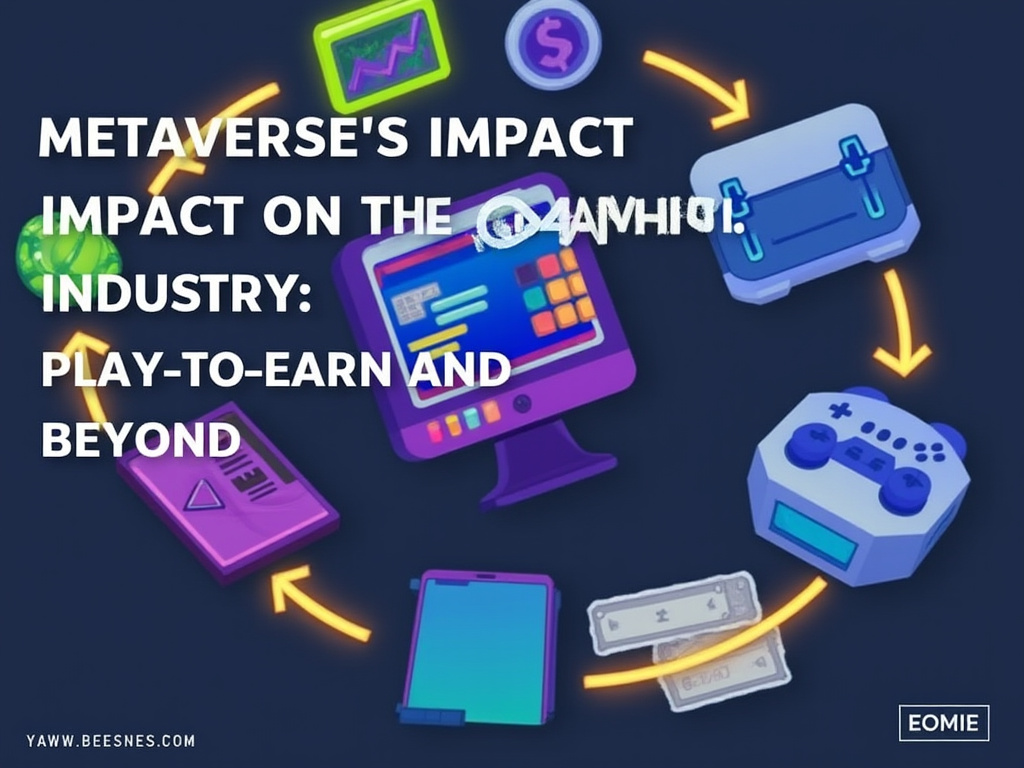 METAVERSE'S IMPACT
IMPACT ON THE
INDUSTRY:
PLAY-TO-EARN AND
BEYOND
YAWW.BEESNES.COM
EOMIE